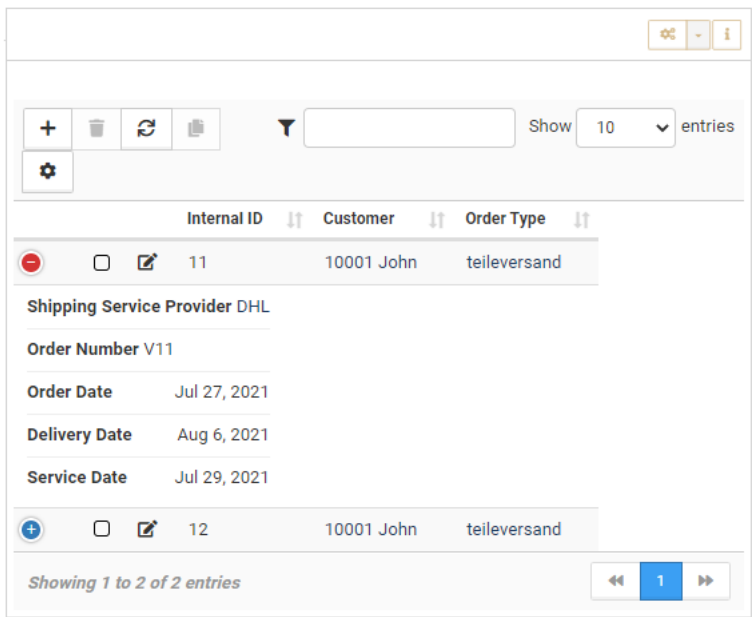 Show 10 entries
Internal ID Customer Order Type
11 10001 John teileversand
Shipping Service Provider DHL
Order Number V11
Order Date Jul 27, 2021
Delivery Date Aug 6, 2021
Service Date Jul 29, 2021
12 10001 John teileversand
Showing 1 to 2 of 2 entries 1